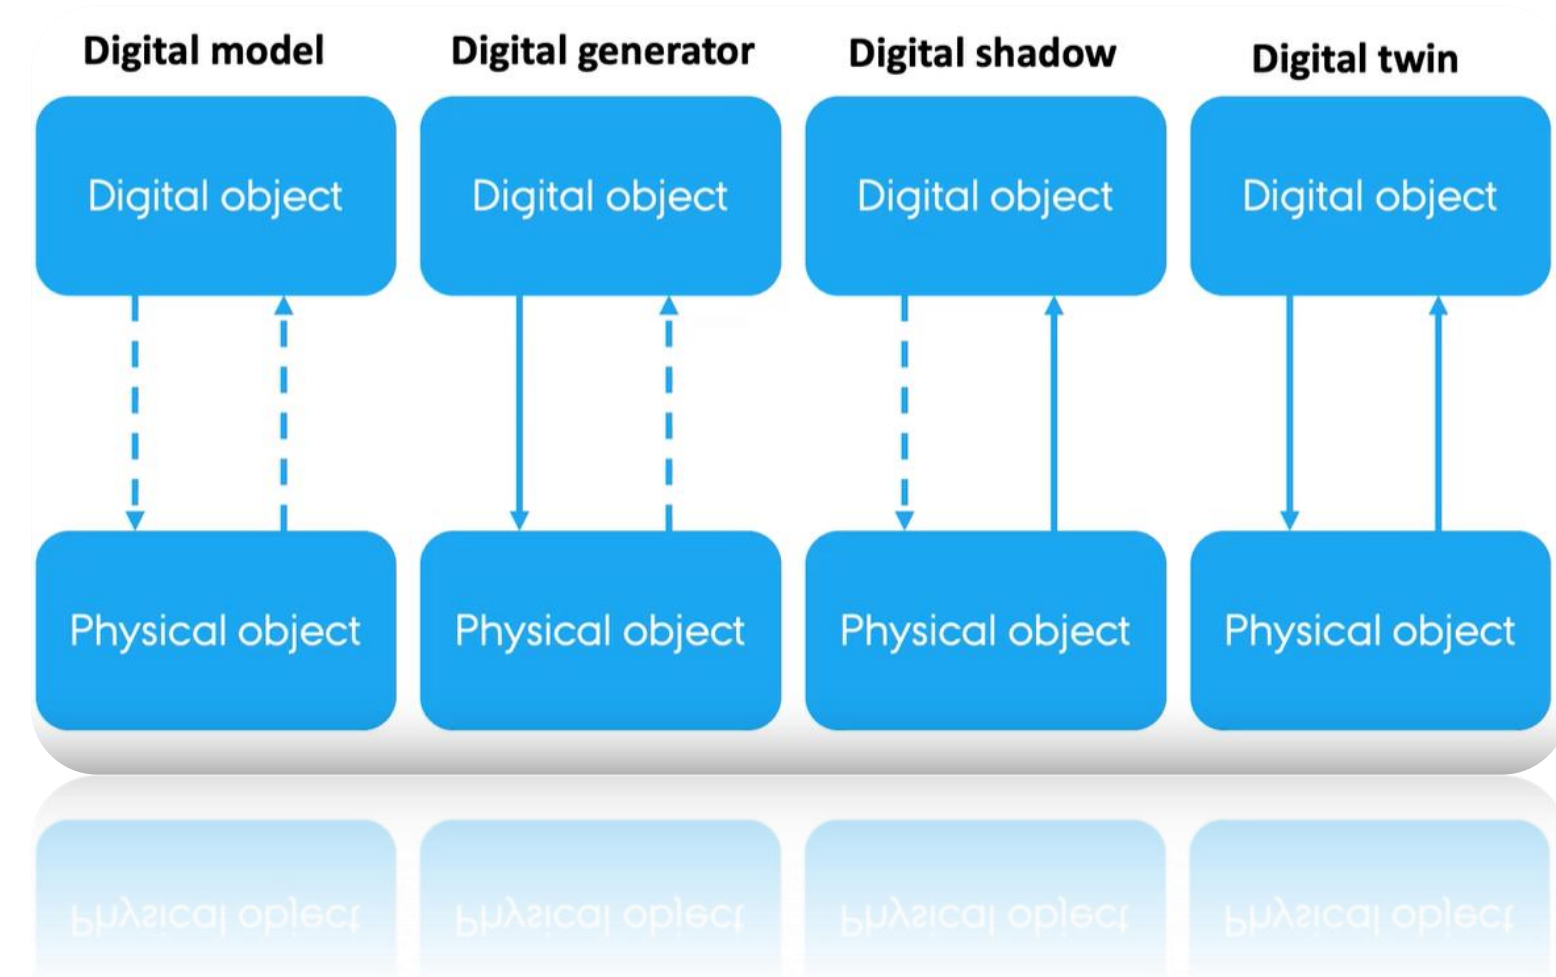 Digital model
Digital generator
Digital shadow
Digital twin
Digital object
Digital object
Digital object
Digital object
Physical object
Physical object
Physical object
Physical object